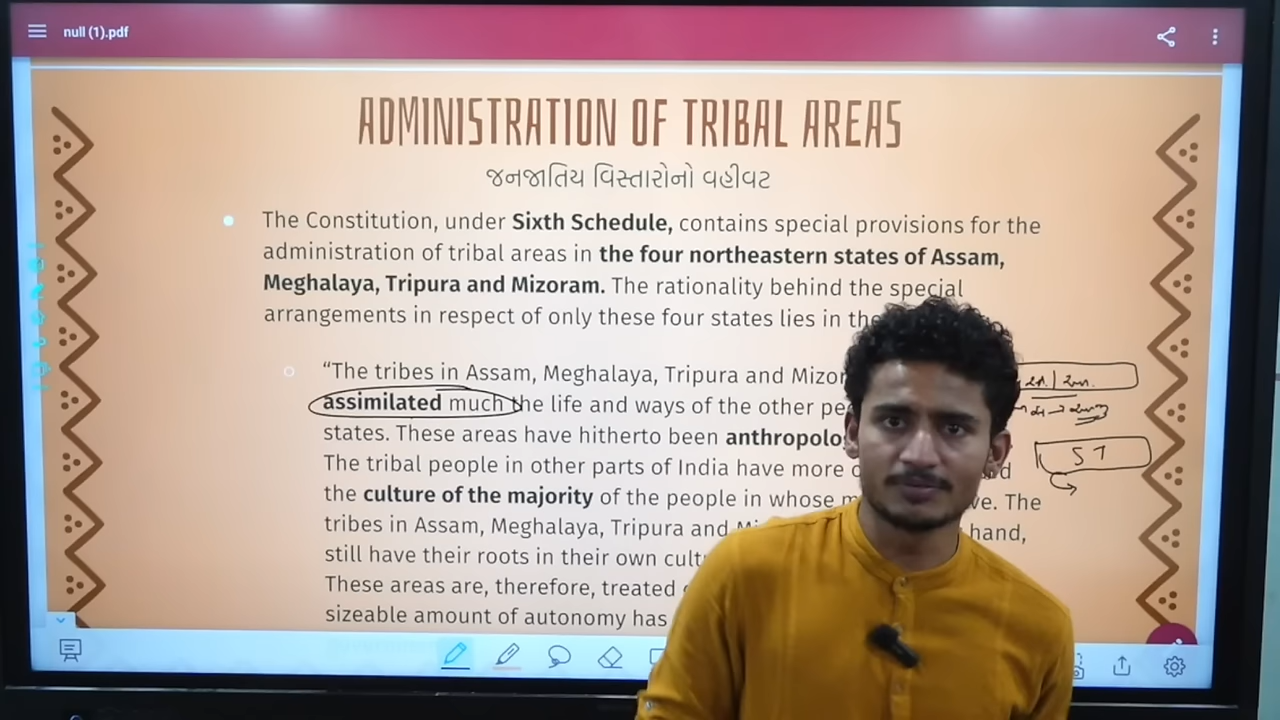 null (1).pdf
ADMINISTRATION OF TRIBAL AREAS
જનજાતિય વિસ્તારોનો વહીવટ
The Constitution, under Sixth Schedule, contains special provisions for the
administration of tribal areas in the four northeastern states of Assam,
Meghalaya, Tripura and Mizoram. The rationality behind the special
arrangements in respect of only these four states lies in the
“The tribes in Assam, Meghalaya, Tripura and
assimilated much the life and ways of the other
states. These areas have hitherto been
The tribal people in other parts of India have more
the culture of the majority of the people in whose
The
tribes in Assam, Meghalaya, Tripura and
hand,
still have their roots in their own
These areas are, therefore, treated
sizeable amount of autonomy has
ST